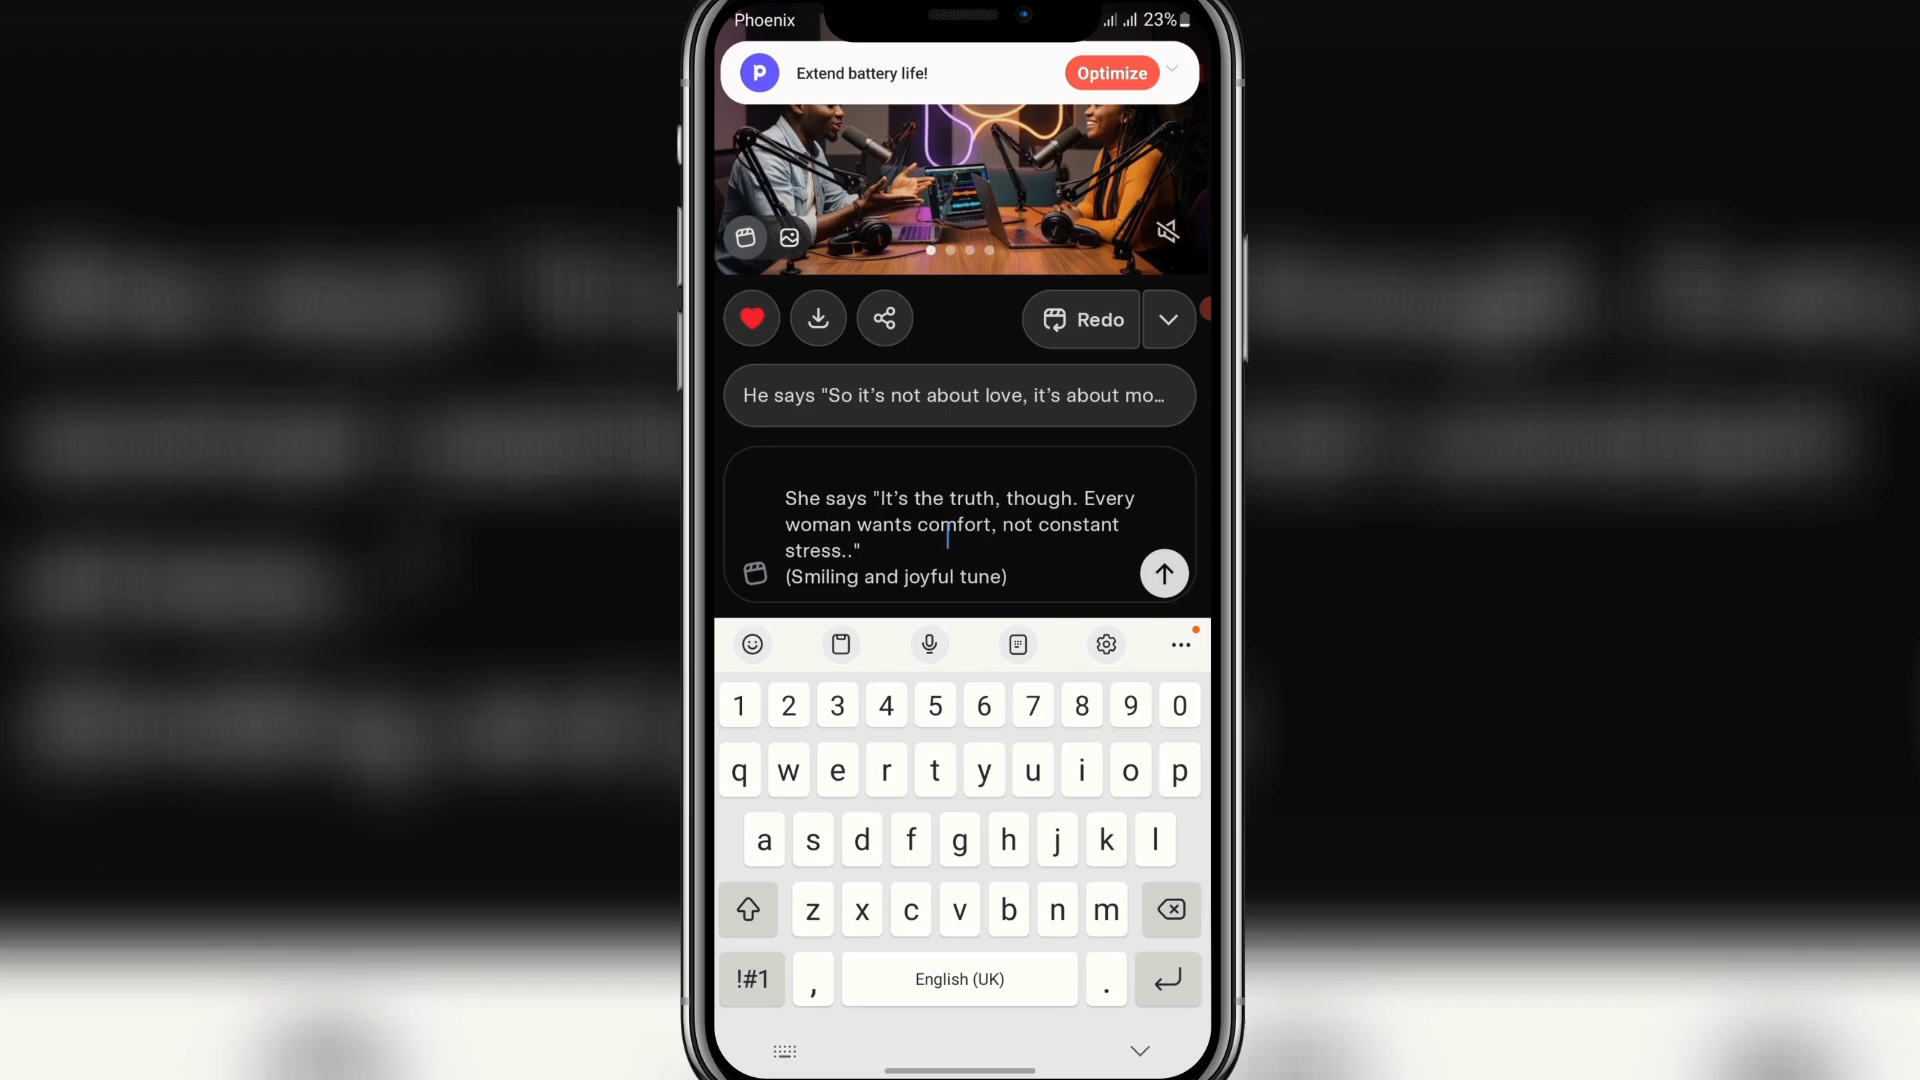 Phoenix
23%
Extend battery life!
Optimize
Redo
He says "So it’s not about love, it’s about mo…
She says "It’s the truth, though. Every
woman wants comfort, not constant
stress.."
(Smiling and joyful tune)
1 2 3 4 5 6 7 8 9 0
q w e r t y u i o p
a s d f g h j k l
z x c v b n m
!#1 , English (UK) .